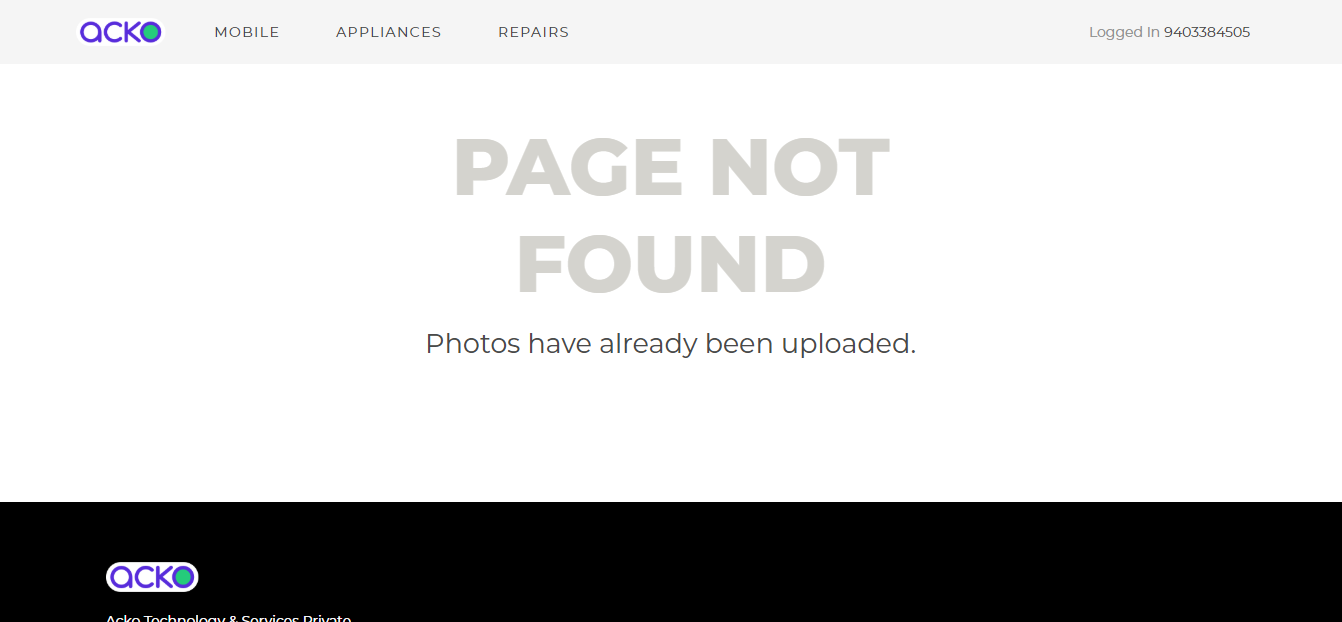 acko
MOBILE
APPLIANCES
REPAIRS
Logged In 9403384505
PAGE NOT
FOUND
Photos have already been uploaded.
acko
Acko Technology & Services Private